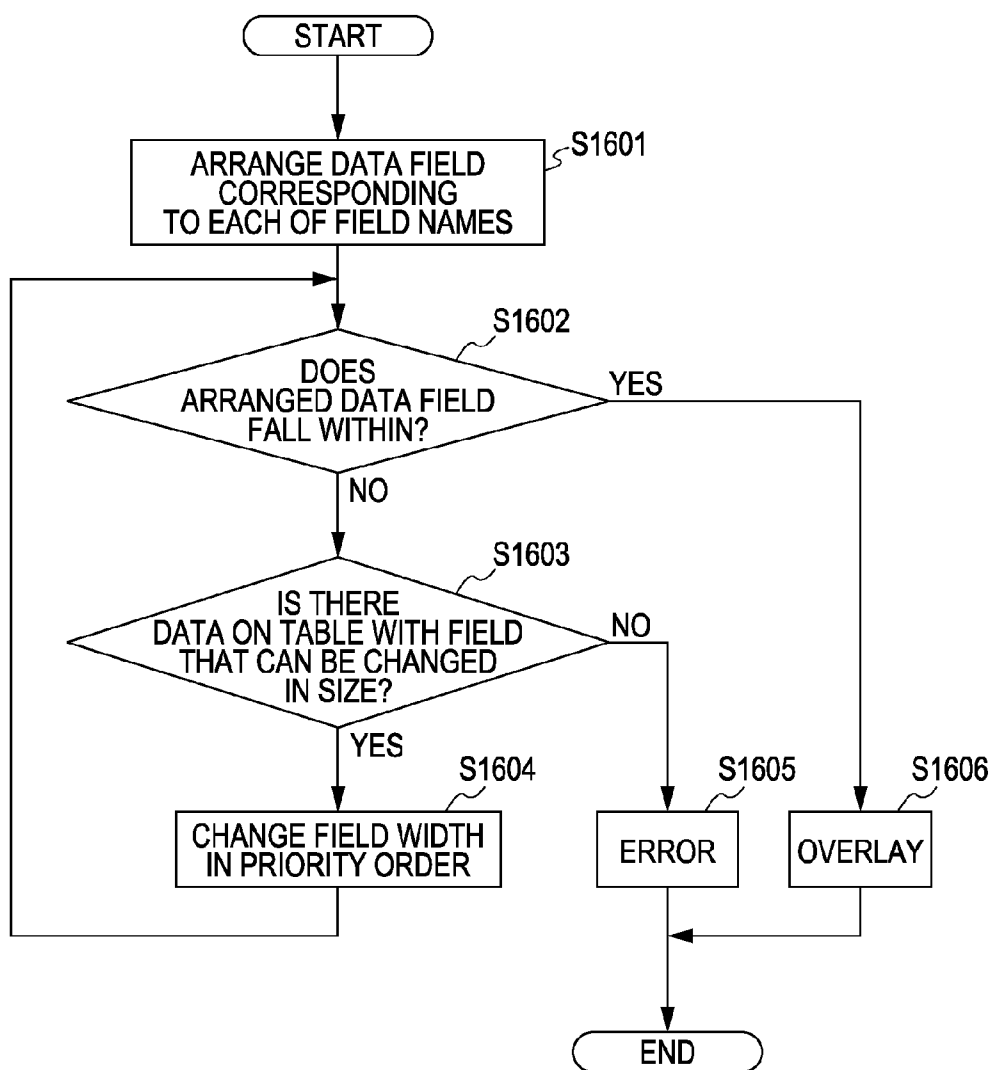 START
S1601
ARRANGE DATA FIELD
CORRESPONDING
TO EACH OF FIELD NAMES
S1602
DOES
ARRANGED DATA FIELD
FALL WITHIN?
YES
NO
S1603
IS THERE
DATA ON TABLE WITH FIELD
THAT CAN BE CHANGED
IN SIZE?
NO
YES
S1604
CHANGE FIELD WIDTH
IN PRIORITY ORDER
S1605
ERROR
S1606
OVERLAY
END